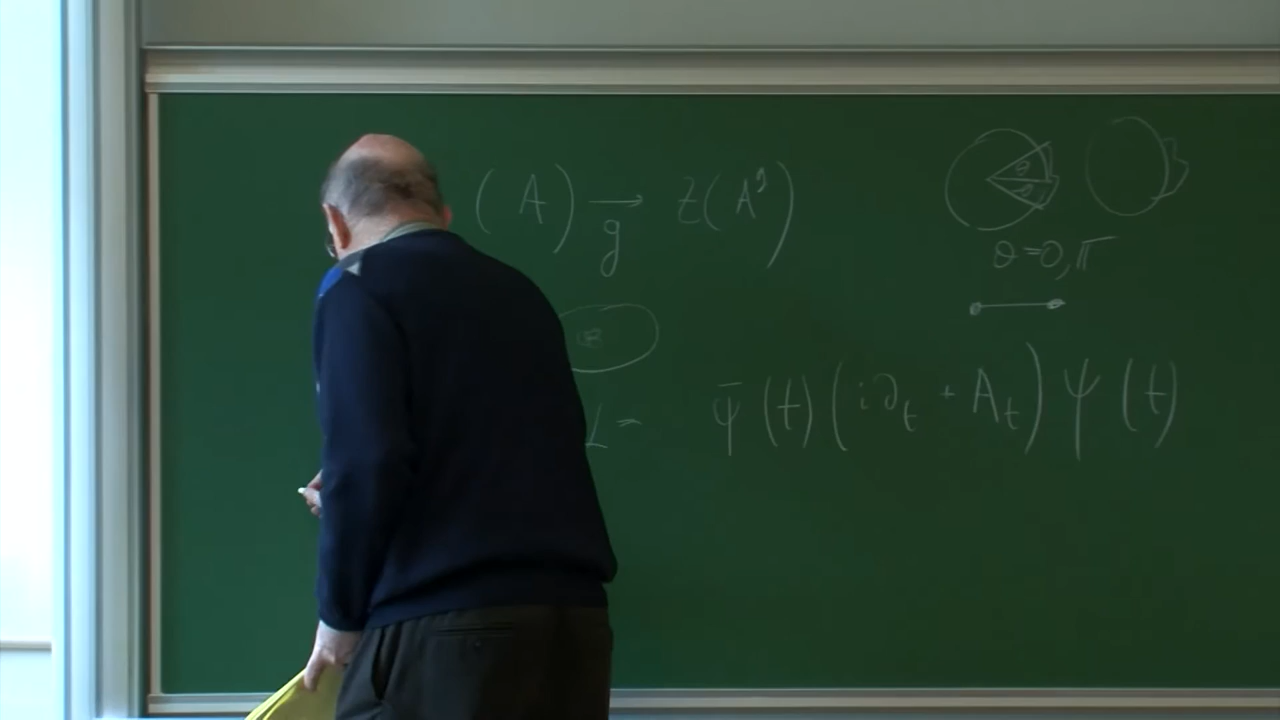 (A) → Z(A^g)
g
θ=0,π
L = ψ̄(t)(i∂_t + A_t)ψ(t)